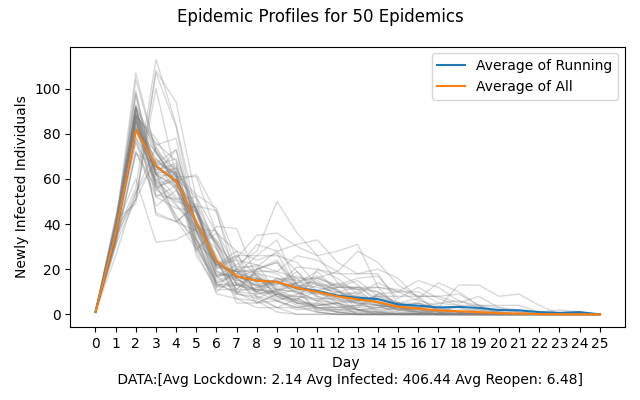 Epidemic Profiles for 50 Epidemics
Average of Running
Average of All
Newly Infected Individuals
100
80
60
40
20
0
0 1 2 3 4 5 6 7 8 9 10 11 12 13 14 15 16 17 18 19 20 21 22 23 24 25
Day
DATA:[Avg Lockdown: 2.14 Avg Infected: 406.44 Avg Reopen: 6.48]